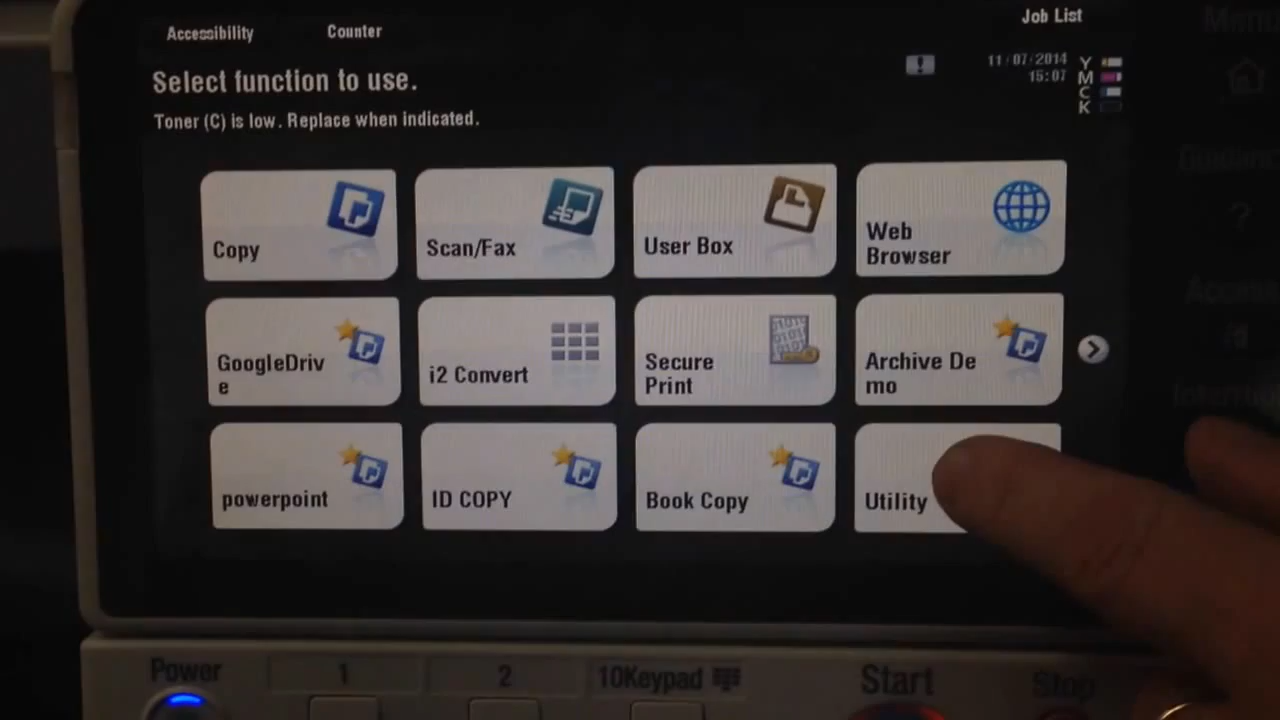 Accessibility
Counter
Job List
Select function to use.
11/07/2014
15:07
Toner (C) is low. Replace when indicated.
Y
M
C
K
Copy
Scan/Fax
User Box
Web
Browser
GoogleDriv
e
i2 Convert
Secure
Print
Archive De
mo
powerpoint
ID COPY
Book Copy
Utility
Power
1
2
10Keypad
Start
Stop